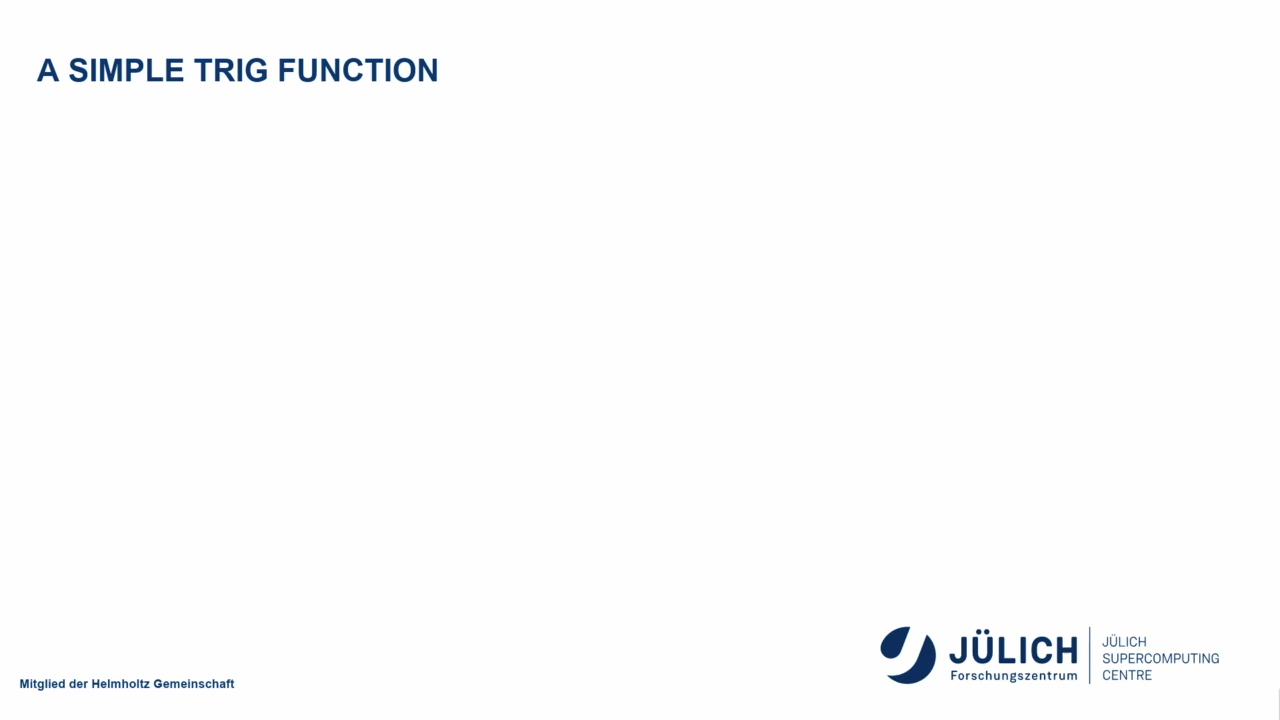 A SIMPLE TRIG FUNCTION
JÜLICH
Forschungszentrum
JÜLICH
SUPERCOMPUTING
CENTRE
Mitglied der Helmholtz Gemeinschaft